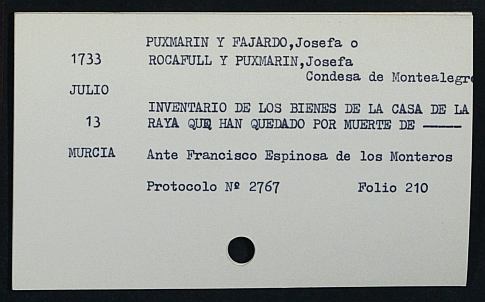 PUXMARIN Y FAJARDO,Josefa o
1733 ROCAFULL Y PUXMARIN,Josefa
Condesa de Montealegre
JULIO
INVENTARIO DE LOS BIENES DE LA CASA DE LA
13 RAYA QUE HAN QUEDADO POR MUERTE DE ———
MURCIA Ante Francisco Espinosa de los Monteros
Protocolo Nº 2767 Folio 210